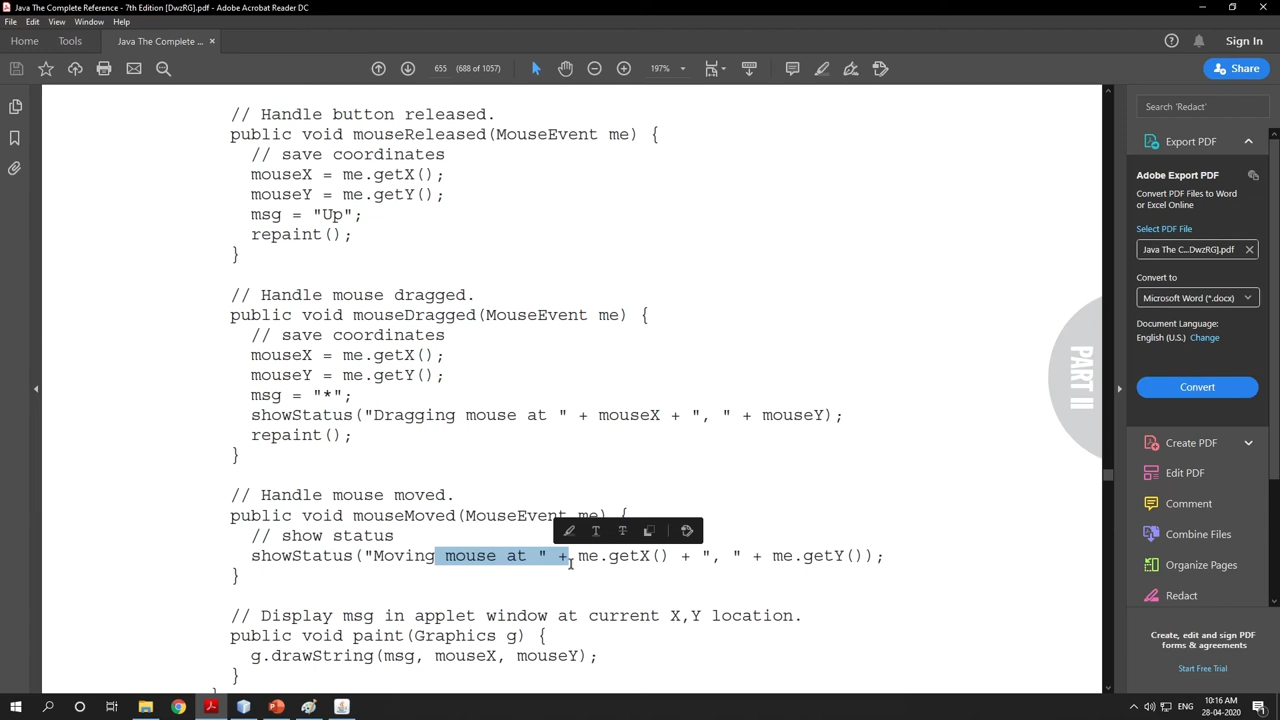 Java The Complete Reference - 7th Edition [DwzRG].pdf - Adobe Acrobat Reader DC
File Edit View Window Help
Home Tools Java The Complete ... × Sign In
655 (688 of 1057) 197% Share
// Handle button released.
public void mouseReleased(MouseEvent me) {
// save coordinates
mouseX = me.getX();
mouseY = me.getY();
msg = "Up";
repaint();
}
// Handle mouse dragged.
public void mouseDragged(MouseEvent me) {
// save coordinates
mouseX = me.getX();
mouseY = me.getY();
msg = "*";
showStatus("Dragging mouse at " + mouseX + ", " + mouseY);
repaint();
}
// Handle mouse moved.
public void mouseMoved(MouseEvent me) {
// show status
showStatus("Moving mouse at " + me.getX() + ", " + me.getY());
}
// Display msg in applet window at current X,Y location.
public void paint(Graphics g) {
g.drawString(msg, mouseX, mouseY);
}
}
PART II
Search 'Redact'
Export PDF
Adobe Export PDF
Convert PDF Files to Word
or Excel Online
Select PDF File
Java The C...DwzRG].pdf
Convert to
Microsoft Word (*.docx)
Document Language:
English (U.S.) Change
Convert
Create PDF
Edit PDF
Comment
Combine Files
Organize Pages
Redact
Create, edit and sign PDF
forms & agreements
Start Free Trial
ENG
10:16 AM
28-04-2020